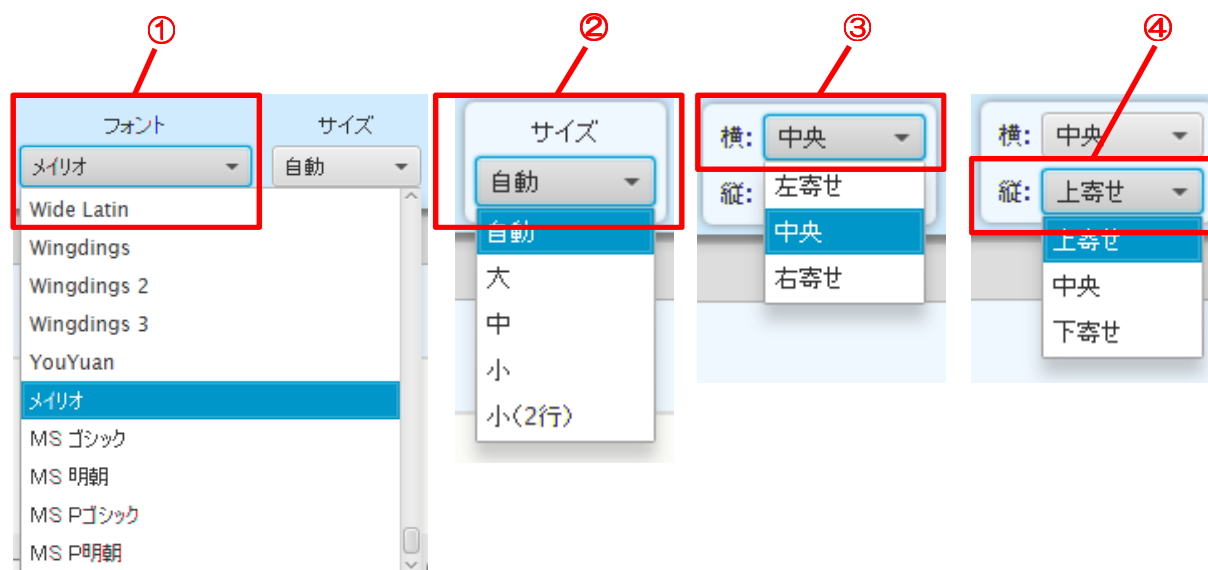 ①
②
③
④
フォント
サイズ
メイリオ
自動
Wide Latin
Wingdings
Wingdings 2
Wingdings 3
YouYuan
メイリオ
MS ゴシック
MS 明朝
MS Pゴシック
MS P明朝
サイズ
自動
自動
大
中
小
小(2行)
横: 中央
縦:
左寄せ
中央
右寄せ
横: 中央
縦: 上寄せ
上寄せ
中央
下寄せ